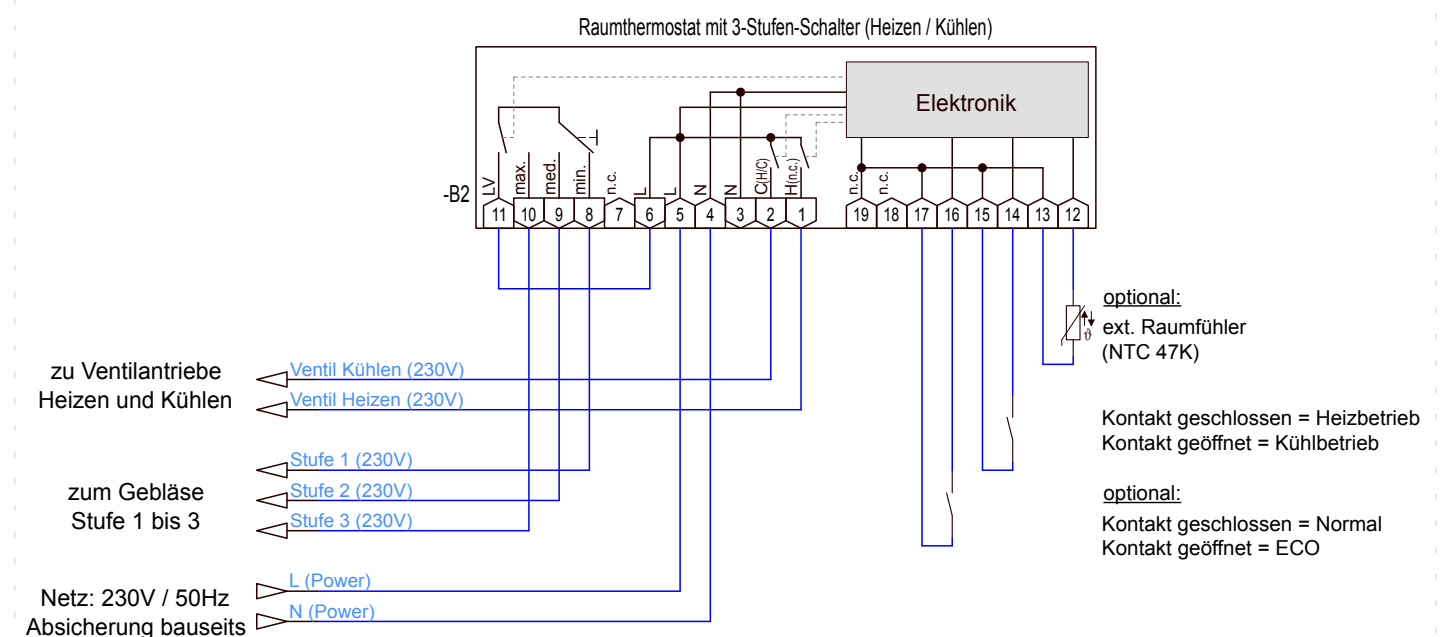 Raumthermostat mit 3-Stufen-Schalter (Heizen / Kühlen)
Elektronik
-B2
LV
max.
med.
min.
n.c.
L
L
N
N
C(H/C)
H(n.c.)
n.c.
n.c.
11 10 9 8 7 6 5 4 3 2 1 19 18 17 16 15 14 13 12
optional:
ϑ
ext. Raumfühler
(NTC 47K)
zu Ventilantriebe
Heizen und Kühlen
Ventil Kühlen (230V)
Ventil Heizen (230V)
Kontakt geschlossen = Heizbetrieb
Kontakt geöffnet = Kühlbetrieb
zum Gebläse
Stufe 1 bis 3
Stufe 1 (230V)
Stufe 2 (230V)
Stufe 3 (230V)
optional:
Kontakt geschlossen = Normal
Kontakt geöffnet = ECO
Netz: 230V / 50Hz
Absicherung bauseits
L (Power)
N (Power)